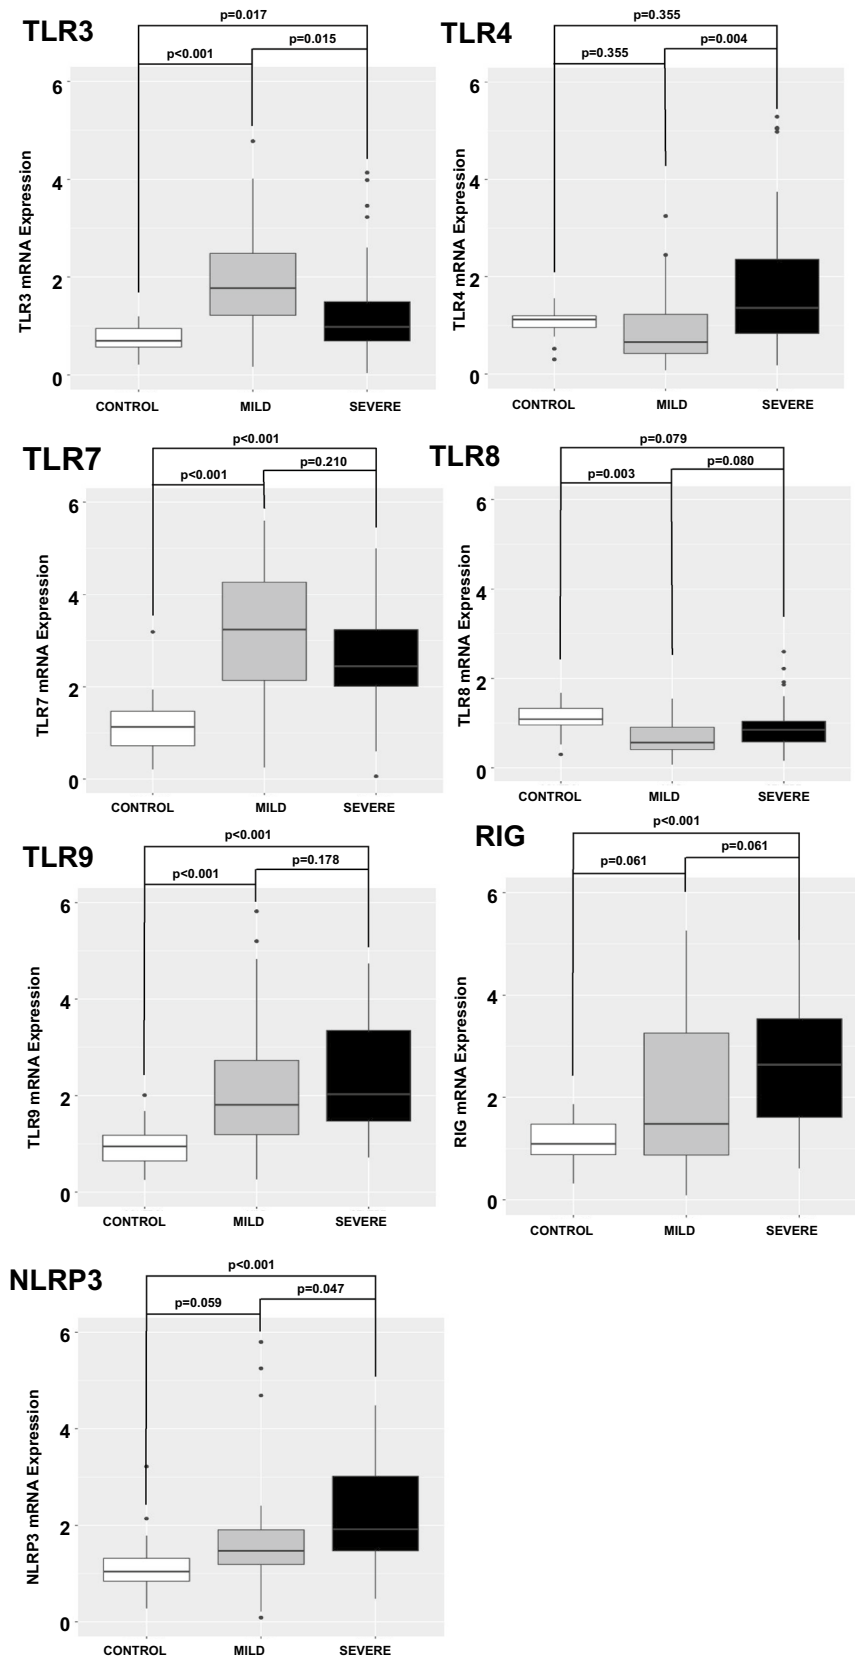 TLR3
p=0.017
p<0.001
p=0.015
TLR3 mRNA Expression
6
4
2
0
CONTROL
MILD
SEVERE
TLR4
p=0.355
p=0.355
p=0.004
TLR4 mRNA Expression
6
4
2
0
CONTROL
MILD
SEVERE
TLR7
p<0.001
p<0.001
p=0.210
TLR7 mRNA Expression
6
4
2
0
CONTROL
MILD
SEVERE
TLR8
p=0.079
p=0.003
p=0.080
TLR8 mRNA Expression
6
4
2
0
CONTROL
MILD
SEVERE
TLR9
p<0.001
p<0.001
p=0.178
TLR9 mRNA Expression
6
4
2
0
CONTROL
MILD
SEVERE
RIG
p<0.001
p=0.061
p=0.061
RIG mRNA Expression
6
4
2
0
CONTROL
MILD
SEVERE
NLRP3
p<0.001
p=0.059
p=0.047
NLRP3 mRNA Expression
6
4
2
0
CONTROL
MILD
SEVERE